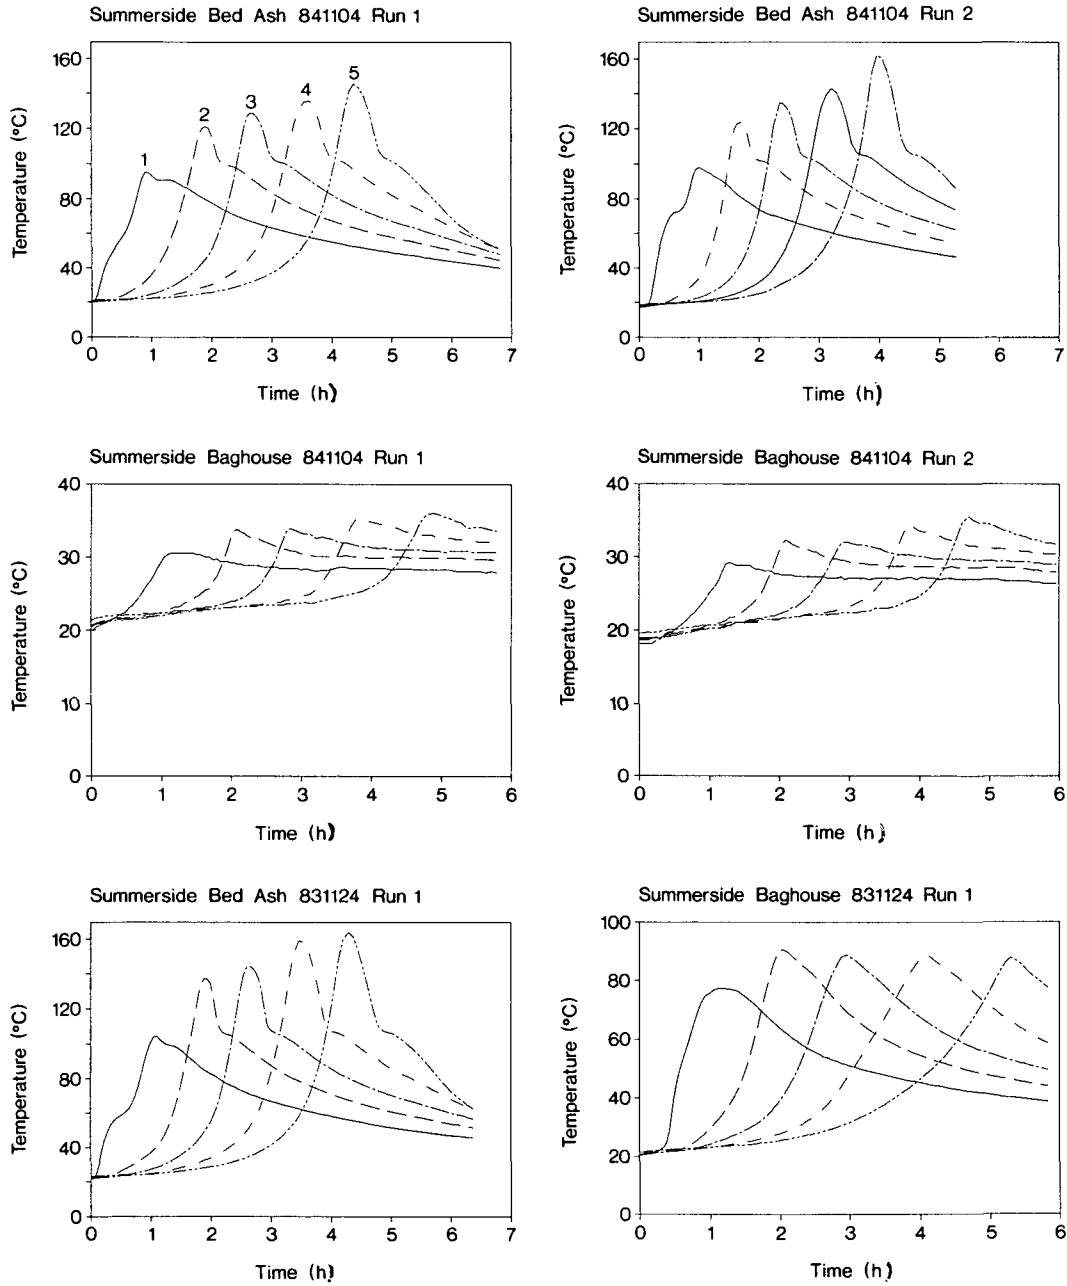 Summerside Bed Ash 841104 Run 1
Temperature (°C)
160
120
80
40
0
1
2
3
4
5
0 1 2 3 4 5 6 7
Time (h)
Summerside Bed Ash 841104 Run 2
Temperature (°C)
160
120
80
40
0
0 1 2 3 4 5 6 7
Time (h)
Summerside Baghouse 841104 Run 1
Temperature (°C)
40
30
20
10
0
0 1 2 3 4 5 6
Time (h)
Summerside Baghouse 841104 Run 2
Temperature (°C)
40
30
20
10
0
0 1 2 3 4 5 6
Time (h)
Summerside Bed Ash 831124 Run 1
Temperature (°C)
160
120
80
40
0
0 1 2 3 4 5 6 7
Time (h)
Summerside Baghouse 831124 Run 1
Temperature (°C)
100
80
60
40
20
0
0 1 2 3 4 5 6
Time (h)